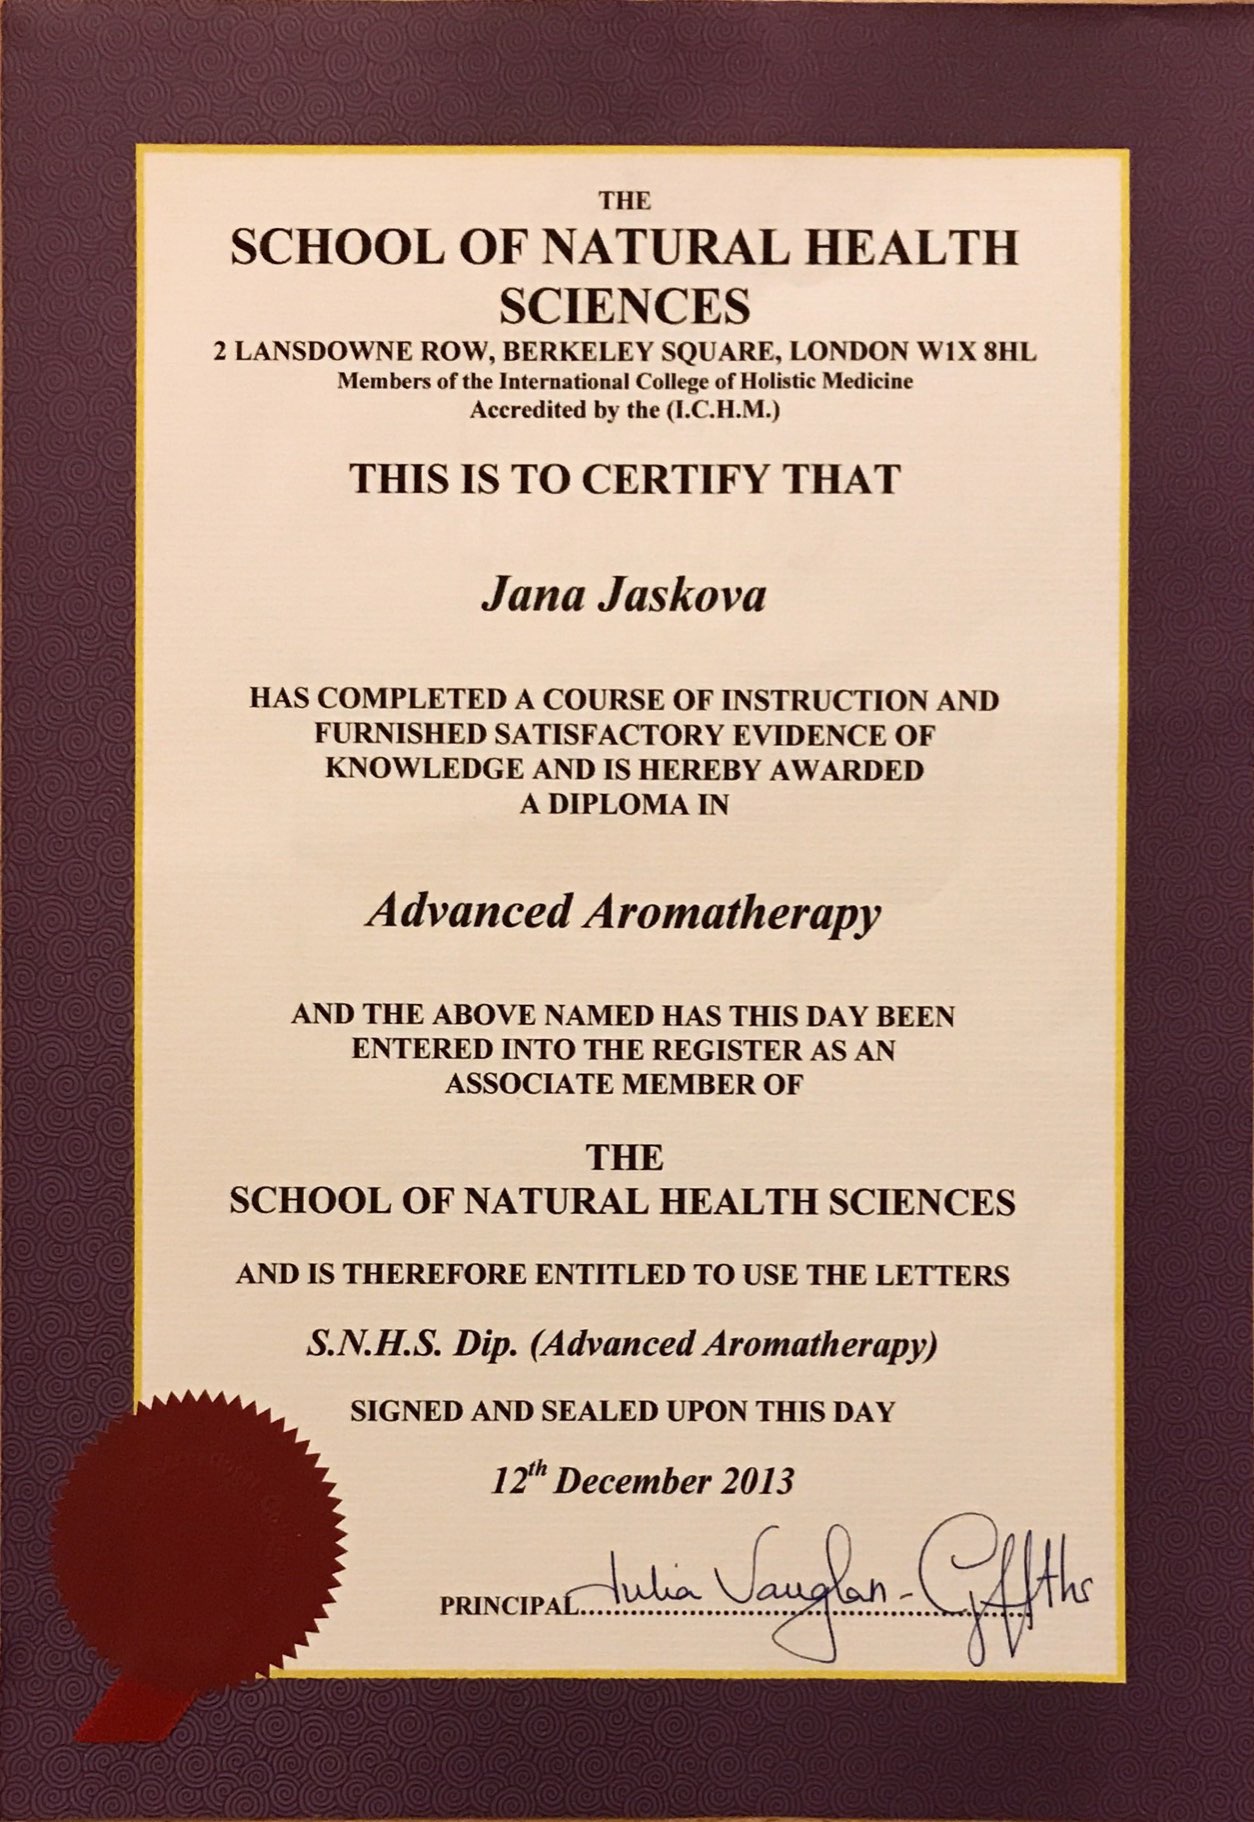 THE
SCHOOL OF NATURAL HEALTH
SCIENCES
2 LANSDOWNE ROW, BERKELEY SQUARE, LONDON W1X 8HL
Members of the International College of Holistic Medicine
Accredited by the (I.C.H.M.)
THIS IS TO CERTIFY THAT
Jana Jaskova
HAS COMPLETED A COURSE OF INSTRUCTION AND
FURNISHED SATISFACTORY EVIDENCE OF
KNOWLEDGE AND IS HEREBY AWARDED
A DIPLOMA IN
Advanced Aromatherapy
AND THE ABOVE NAMED HAS THIS DAY BEEN
ENTERED INTO THE REGISTER AS AN
ASSOCIATE MEMBER OF
THE
SCHOOL OF NATURAL HEALTH SCIENCES
AND IS THEREFORE ENTITLED TO USE THE LETTERS
S.N.H.S. Dip. (Advanced Aromatherapy)
SIGNED AND SEALED UPON THIS DAY
12th December 2013
PRINCIPAL Julia Vaughan-Griffiths